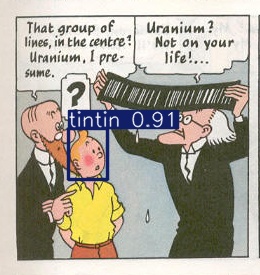 That group of
lines, in the centre?
Uranium, I pre-
sume.
Uranium?
Not on your
life!...
?
tintin 0.91